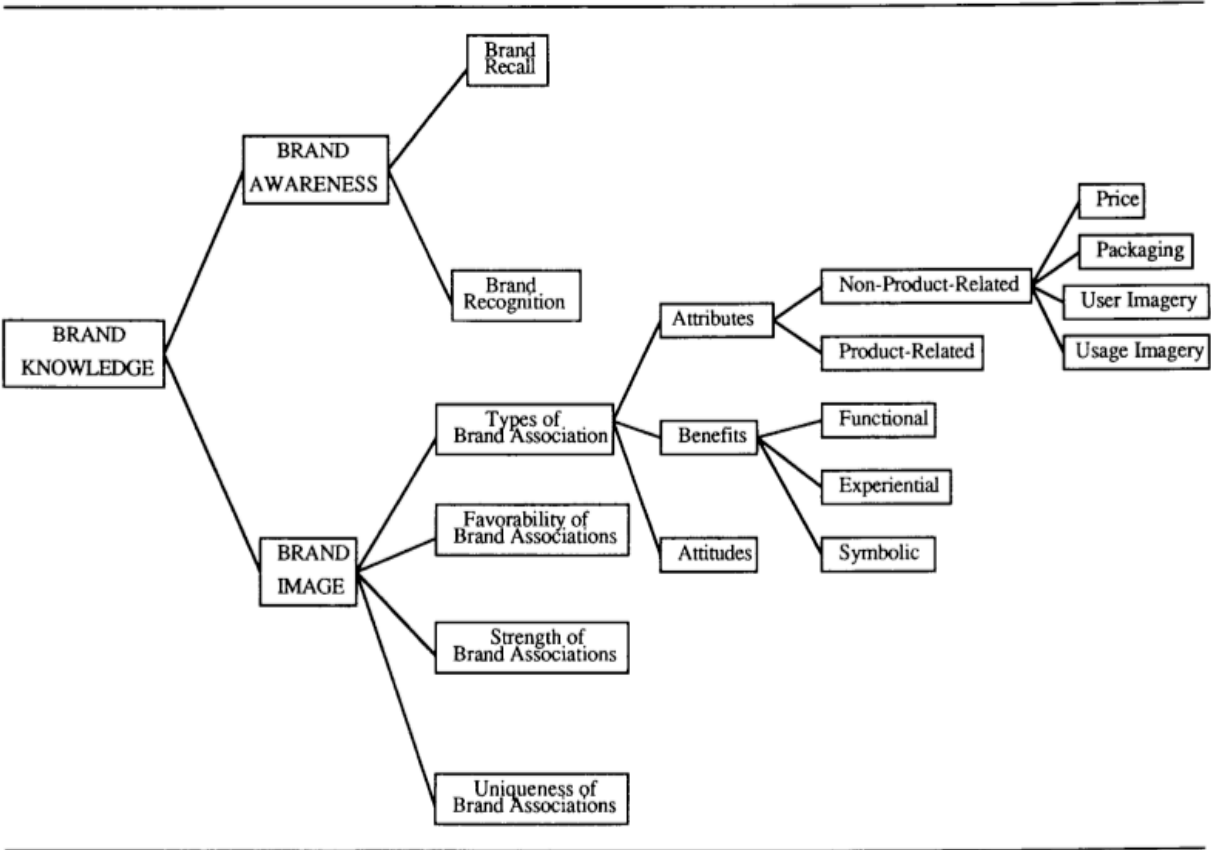 Brand
Recall
BRAND
AWARENESS
Brand
Recognition
BRAND
KNOWLEDGE
BRAND
IMAGE
Types of
Brand Association
Favorability of
Brand Associations
Strength of
Brand Associations
Uniqueness of
Brand Associations
Attributes
Benefits
Attitudes
Non-Product-Related
Product-Related
Functional
Experiential
Symbolic
Price
Packaging
User Imagery
Usage Imagery